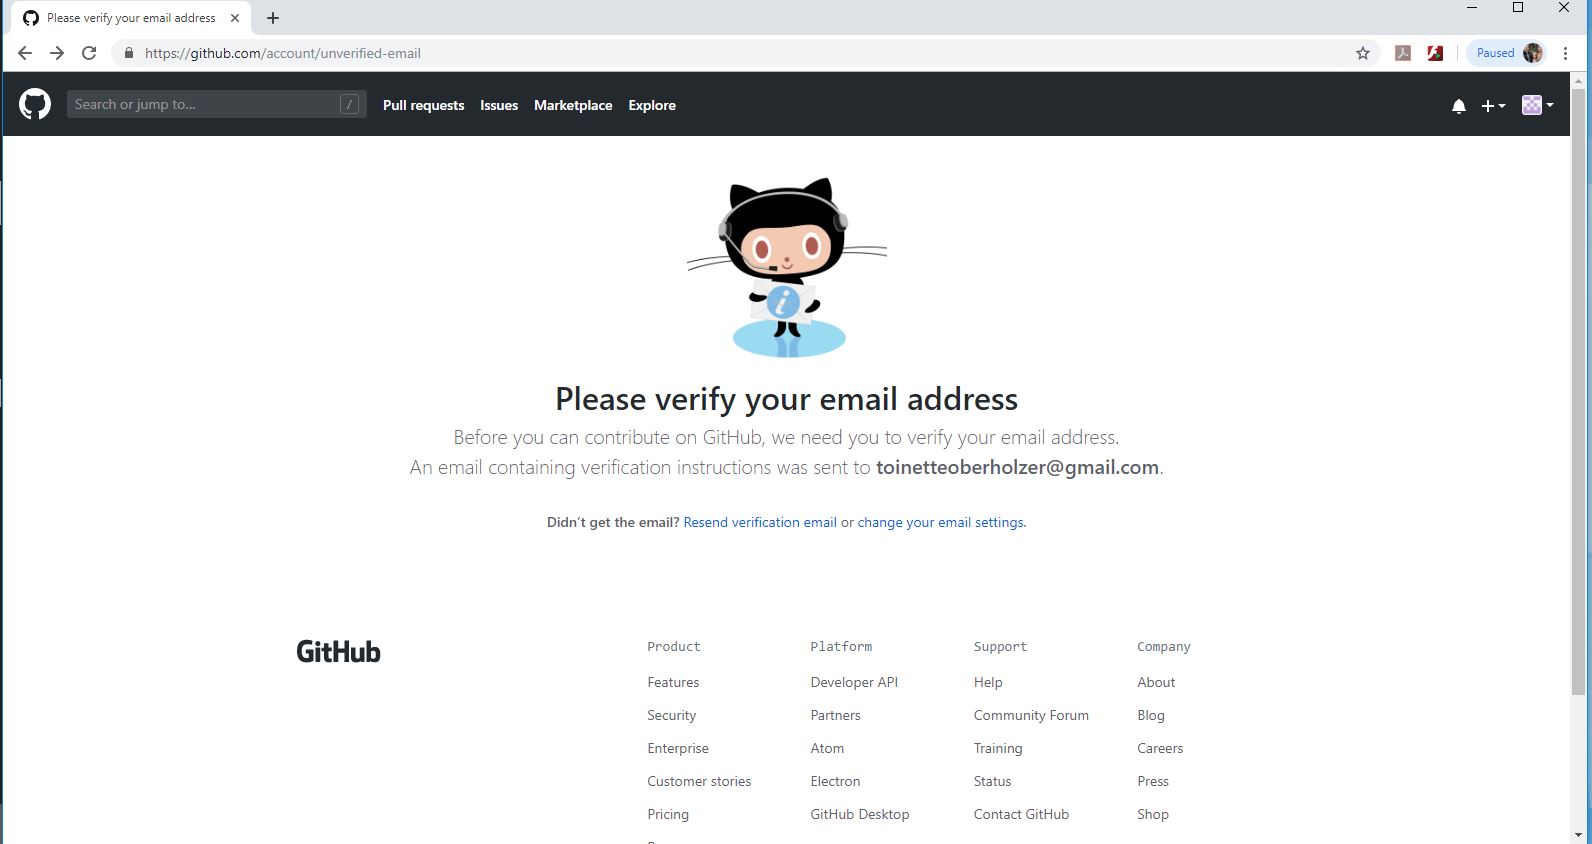 Please verify your email address
https://github.com/account/unverified-email
Paused
Search or jump to...
/
Pull requests
Issues
Marketplace
Explore
i
Please verify your email address
Before you can contribute on GitHub, we need you to verify your email address.
An email containing verification instructions was sent to toinetteoberholzer@gmail.com.
Didn’t get the email? Resend verification email or change your email settings.
GitHub
Product
Features
Security
Enterprise
Customer stories
Pricing
Platform
Developer API
Partners
Atom
Electron
GitHub Desktop
Support
Help
Community Forum
Training
Status
Contact GitHub
Company
About
Blog
Careers
Press
Shop